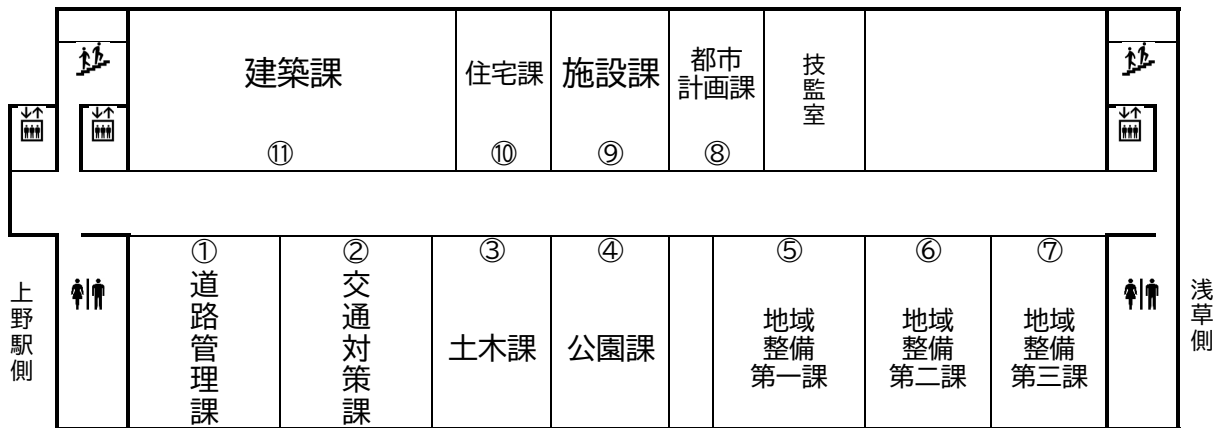 建築課
⑪
住宅課
⑩
施設課
⑨
都市
計画課
⑧
技監室
①
道路管理課
②
交通対策課
③
土木課
④
公園課
⑤
地域
整備
第一課
⑥
地域
整備
第二課
⑦
地域
整備
第三課
上野駅側
浅草側